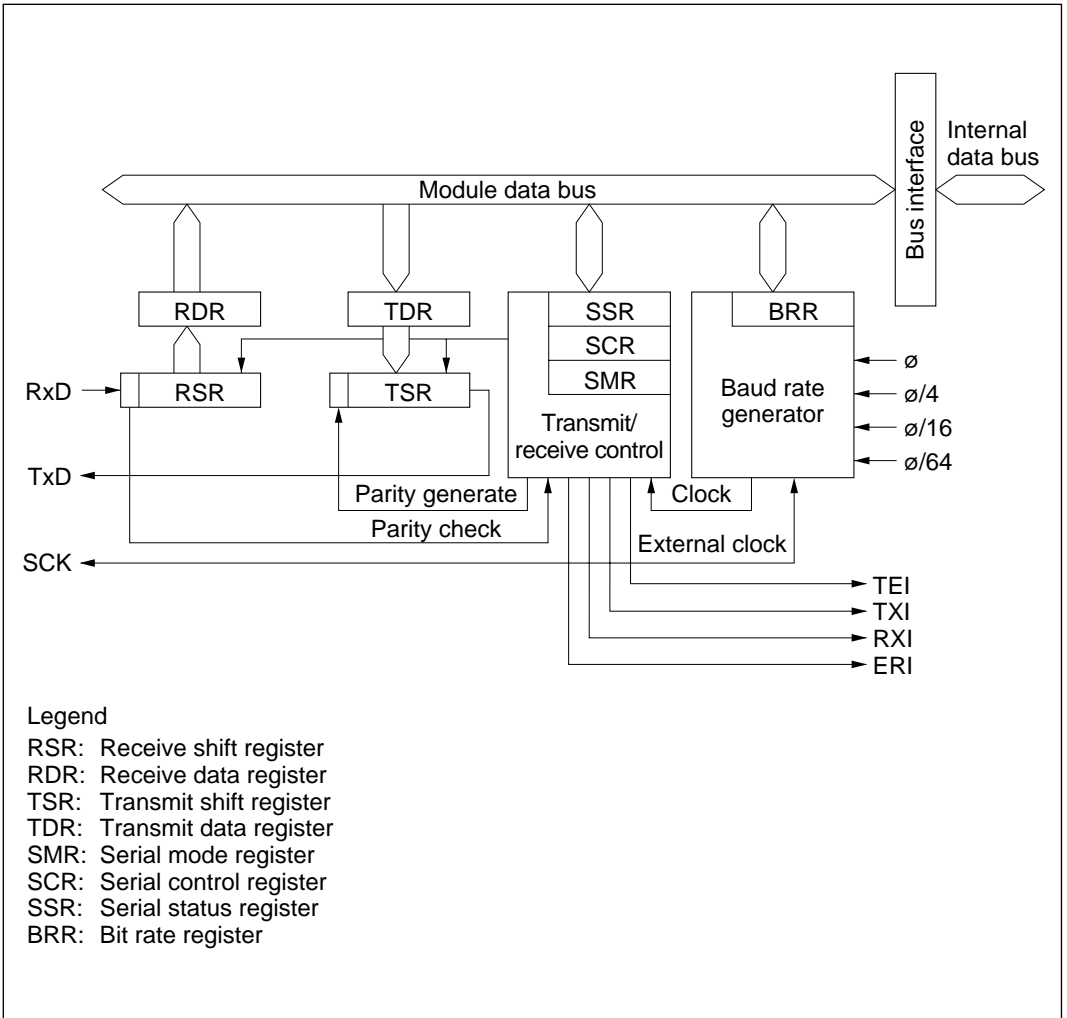 Internal
data bus
Bus interface
Module data bus
RDR
TDR
SSR
BRR
SCR
SMR
RxD
RSR
TSR
Baud rate
generator
ø
ø/4
ø/16
ø/64
Transmit/
receive control
TxD
Parity generate
Clock
Parity check
External clock
SCK
TEI
TXI
RXI
ERI
Legend
RSR: Receive shift register
RDR: Receive data register
TSR: Transmit shift register
TDR: Transmit data register
SMR: Serial mode register
SCR: Serial control register
SSR: Serial status register
BRR: Bit rate register